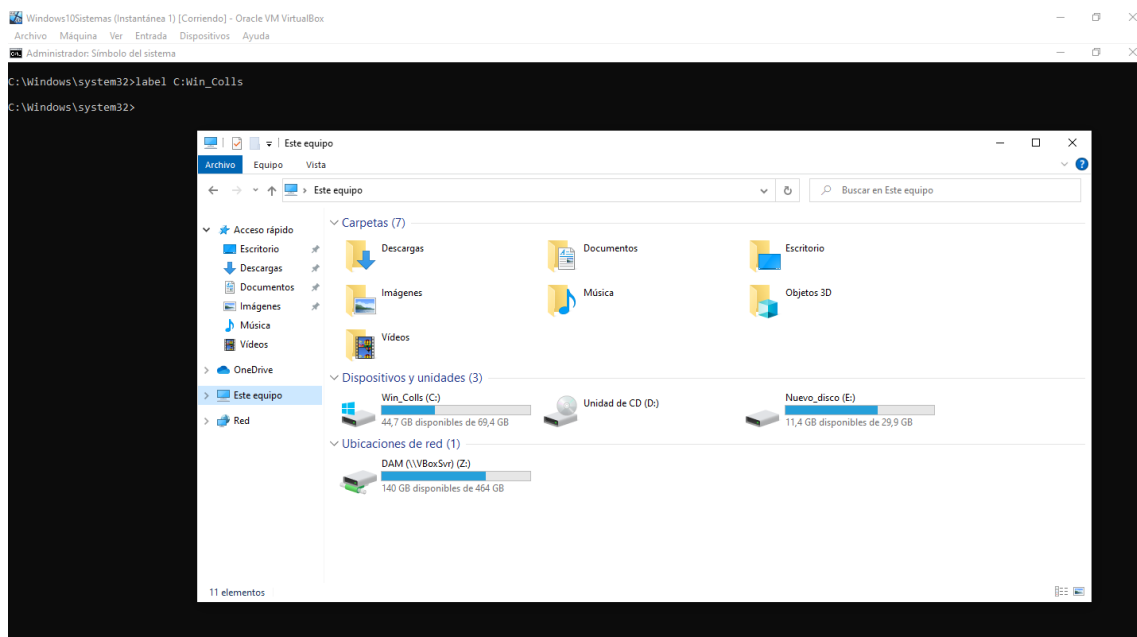 Windows10Sistemas (Instantánea 1) [Corriendo] - Oracle VM VirtualBox
Archivo Máquina Ver Entrada Dispositivos Ayuda
Administrador: Símbolo del sistema
C:\Windows\system32>label C:Win_Colls
C:\Windows\system32>
Este equipo
Archivo Equipo Vista
Este equipo
Buscar en Este equipo
Acceso rápido
Escritorio
Descargas
Documentos
Imágenes
Música
Vídeos
OneDrive
Este equipo
Red
Carpetas (7)
Descargas
Documentos
Escritorio
Imágenes
Música
Objetos 3D
Vídeos
Dispositivos y unidades (3)
Win_Colls (C:)
44,7 GB disponibles de 69,4 GB
Unidad de CD (D:)
Nuevo_disco (E:)
11,4 GB disponibles de 29,9 GB
Ubicaciones de red (1)
DAM (\\VBoxSvr) (Z:)
140 GB disponibles de 464 GB
11 elementos